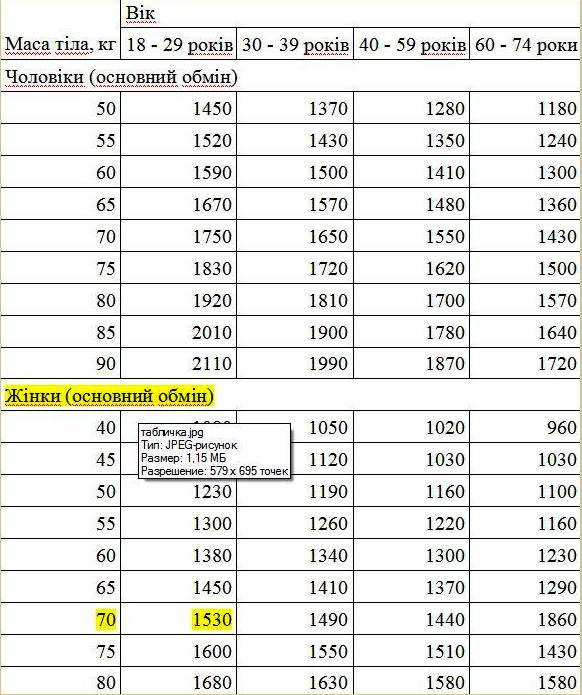 Вік
Маса тіла, кг 18 - 29 років 30 - 39 років 40 - 59 років 60 - 74 роки
Чоловіки (основний обмін)
50 1450 1370 1280 1180
55 1520 1430 1350 1240
60 1590 1500 1410 1300
65 1670 1570 1480 1360
70 1750 1650 1550 1430
75 1830 1720 1620 1500
80 1920 1810 1700 1570
85 2010 1900 1780 1640
90 2110 1990 1870 1720
Жінки (основний обмін)
40 1050 1020 960
табличка.jpg
Тип: JPEG-рисунок
Размер: 1,15 МБ
Разрешение: 579 x 695 точек
45 1120 1030 1030
50 1230 1190 1160 1100
55 1300 1260 1220 1160
60 1380 1340 1300 1230
65 1450 1410 1370 1290
70 1530 1490 1440 1860
75 1600 1550 1510 1430
80 1680 1630 1580 1580